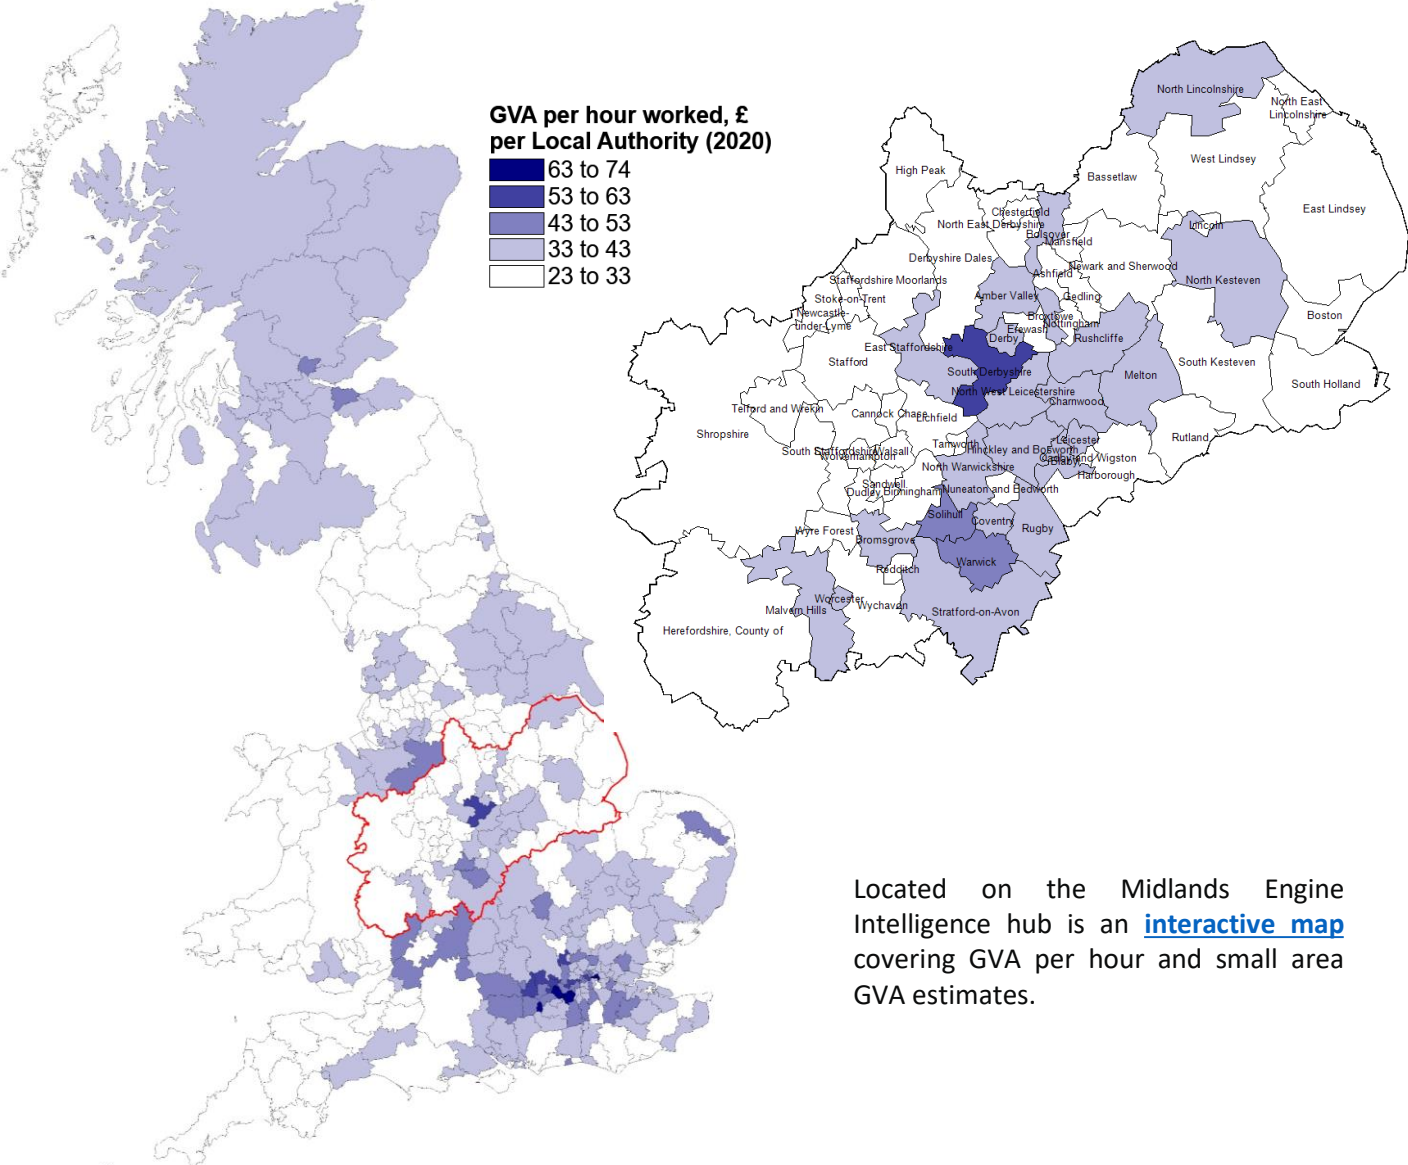 GVA per hour worked, £
per Local Authority (2020)
63 to 74
53 to 63
43 to 53
33 to 43
23 to 33
North Lincolnshire
North East
Lincolnshire
West Lindsey
High Peak
Bassetlaw
East Lindsey
Chesterfield
North East Derbyshire
Lincoln
Bolsover
Mansfield
Derbyshire Dales
Newark and Sherwood
Ashfield
Staffordshire Moorlands
North Kesteven
Stoke-on-Trent
Amber Valley
Gedling
Newcastle-
under-Lyme
Broxtowe
Boston
Nottingham
Erewash
Derby
Rushcliffe
East Staffordshire
Stafford
South Kesteven
South Derbyshire
Melton
South Holland
North West Leicestershire
Charnwood
Telford and Wrekin
Cannock Chase
Lichfield
Shropshire
Rutland
Tamworth
Leicester
South Staffordshire
Walsall
Hinckley and Bosworth
Wolverhampton
Oadby and Wigston
Blaby
North Warwickshire
Harborough
Sandwell
Dudley
Birmingham
Nuneaton and Bedworth
Solihull
Coventry
Rugby
Wyre Forest
Bromsgrove
Warwick
Redditch
Worcester
Wychavon
Malvern Hills
Stratford-on-Avon
Herefordshire, County of
Located on the Midlands Engine
Intelligence hub is an interactive map
covering GVA per hour and small area
GVA estimates.